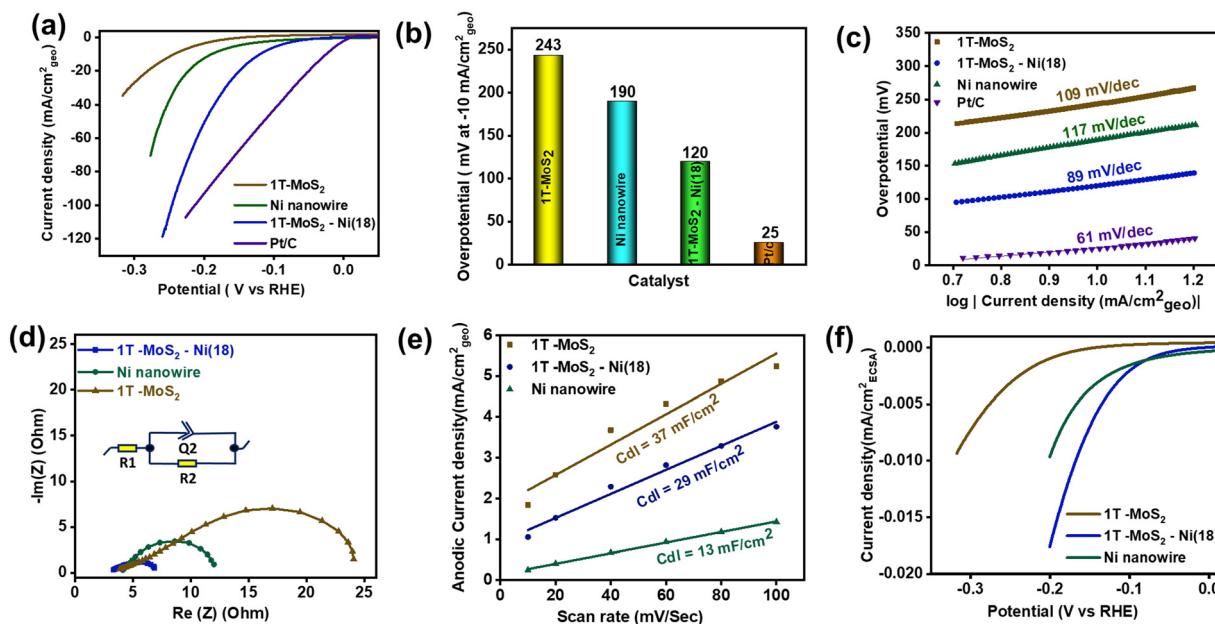 (a)
Current density (mA/cm²geo)
0
-20
-40
-60
-80
-100
-120
-0.3
-0.2
-0.1
0.0
Potential ( V vs RHE)
1T-MoS₂
Ni nanowire
1T-MoS₂ - Ni(18)
Pt/C
(b)
Overpotential ( mV at -10 mA/cm²geo)
250
200
150
100
50
0
243
190
120
25
1T-MoS₂
Ni nanowire
1T-MoS₂ - Ni(18)
Pt/c
Catalyst
(c)
1T-MoS₂
1T-MoS₂ - Ni(18)
Ni nanowire
Pt/C
Overpotential (mV)
350
300
250
200
150
100
50
0
109 mV/dec
117 mV/dec
89 mV/dec
61 mV/dec
0.7
0.8
0.9
1.0
1.1
1.2
log | Current density (mA/cm²geo)|
(d)
1T -MoS₂ - Ni(18)
Ni nanowire
1T -MoS₂
-Im(Z) (Ohm)
25
20
15
10
5
0
R1
Q2
R2
0
5
10
15
20
25
Re (Z) (Ohm)
(e)
Anodic Current density(mA/cm²geo)
6
5
4
3
2
1
0
1T -MoS₂
1T -MoS₂ - Ni(18)
Ni nanowire
Cdl = 37 mF/cm²
Cdl = 29 mF/cm²
Cdl = 13 mF/cm²
20
40
60
80
100
Scan rate (mV/Sec)
(f)
Current density(mA/cm²ECSA)
0.000
-0.005
-0.010
-0.015
-0.020
1T -MoS₂
1T -MoS₂ - Ni(18)
Ni nanowire
-0.3
-0.2
-0.1
0.0
Potential (V vs RHE)